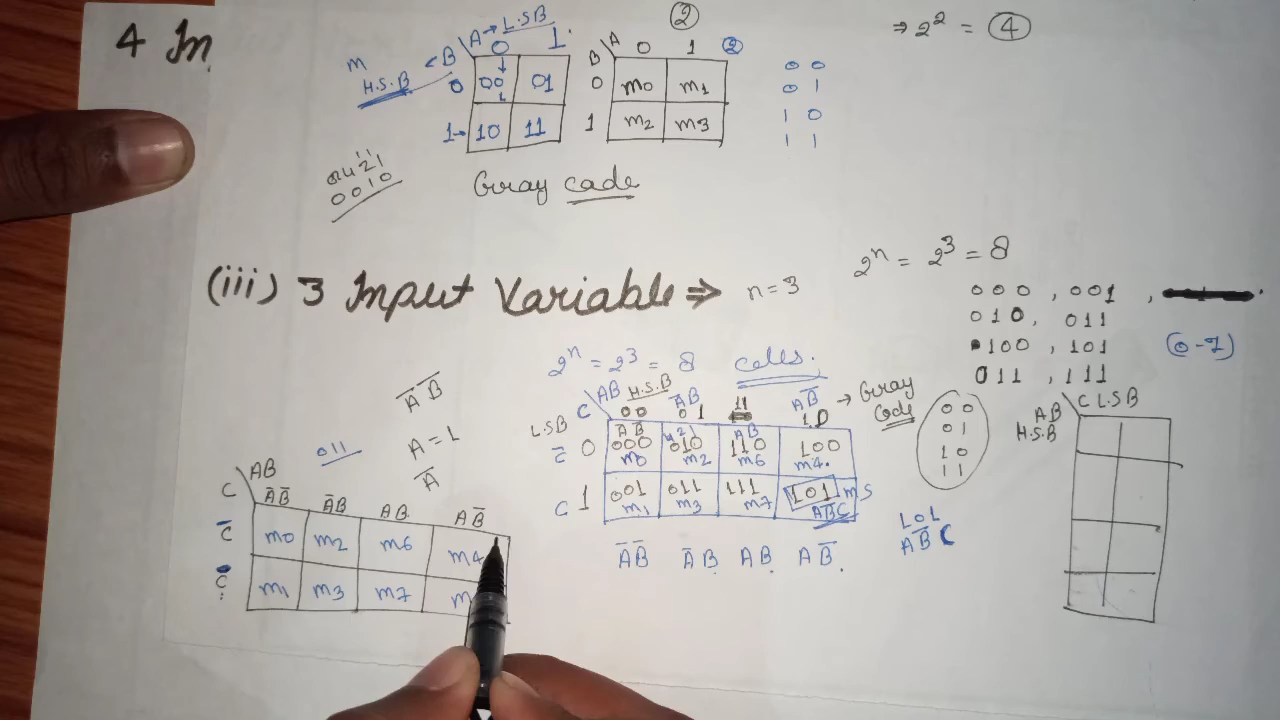 4 In
A → L.S.B
② 
⇒ 2² = ④
m < B 0 1
H.S.B 0 00 01
1→ 10 11
B A 0 1 ②
0 m0 m1
1 m2 m3
0 0
0 1
1 0
1 1
8421
0010
Gray cade
(iii) 3 Input Variable ⇒ n = 3
2ⁿ = 2³ = 8
000 , 001 ,
010, 011
100 , 101
011 , 111
(0-7)
2ⁿ = 2³ = 8 cells.
A̅ B̅
A = L
A̅
011
C AB H.S.B A̅B AB̅ → Gray Code
L.S.B 00 01 11 10
A̅B̅ AB
C̅ 0 000 010 110 100
m0 m2 m6 m4
C 1 001 011 111 101 m5
m1 m3 m7 AB̅C
A̅B̅ A̅B AB AB̅
0 0
0 1
1 0
1 1
L0L
AB̅C
AB C L.S.B
H.S.B
C AB
A̅B̅ A̅B AB AB̅
C̅ m0 m2 m6 m4
C m1 m3 m7 m